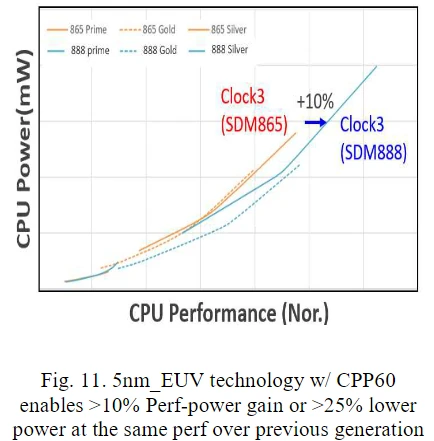 865 Prime 865 Gold 865 Silver
888 prime 888 Gold 888 Silver
Clock3
(SDM865)
+10%
Clock3
(SDM888)
CPU Power(mW)
CPU Performance (Nor.)
Fig. 11. 5nm_EUV technology w/ CPP60
enables >10% Perf-power gain or >25% lower
power at the same perf over previous generation